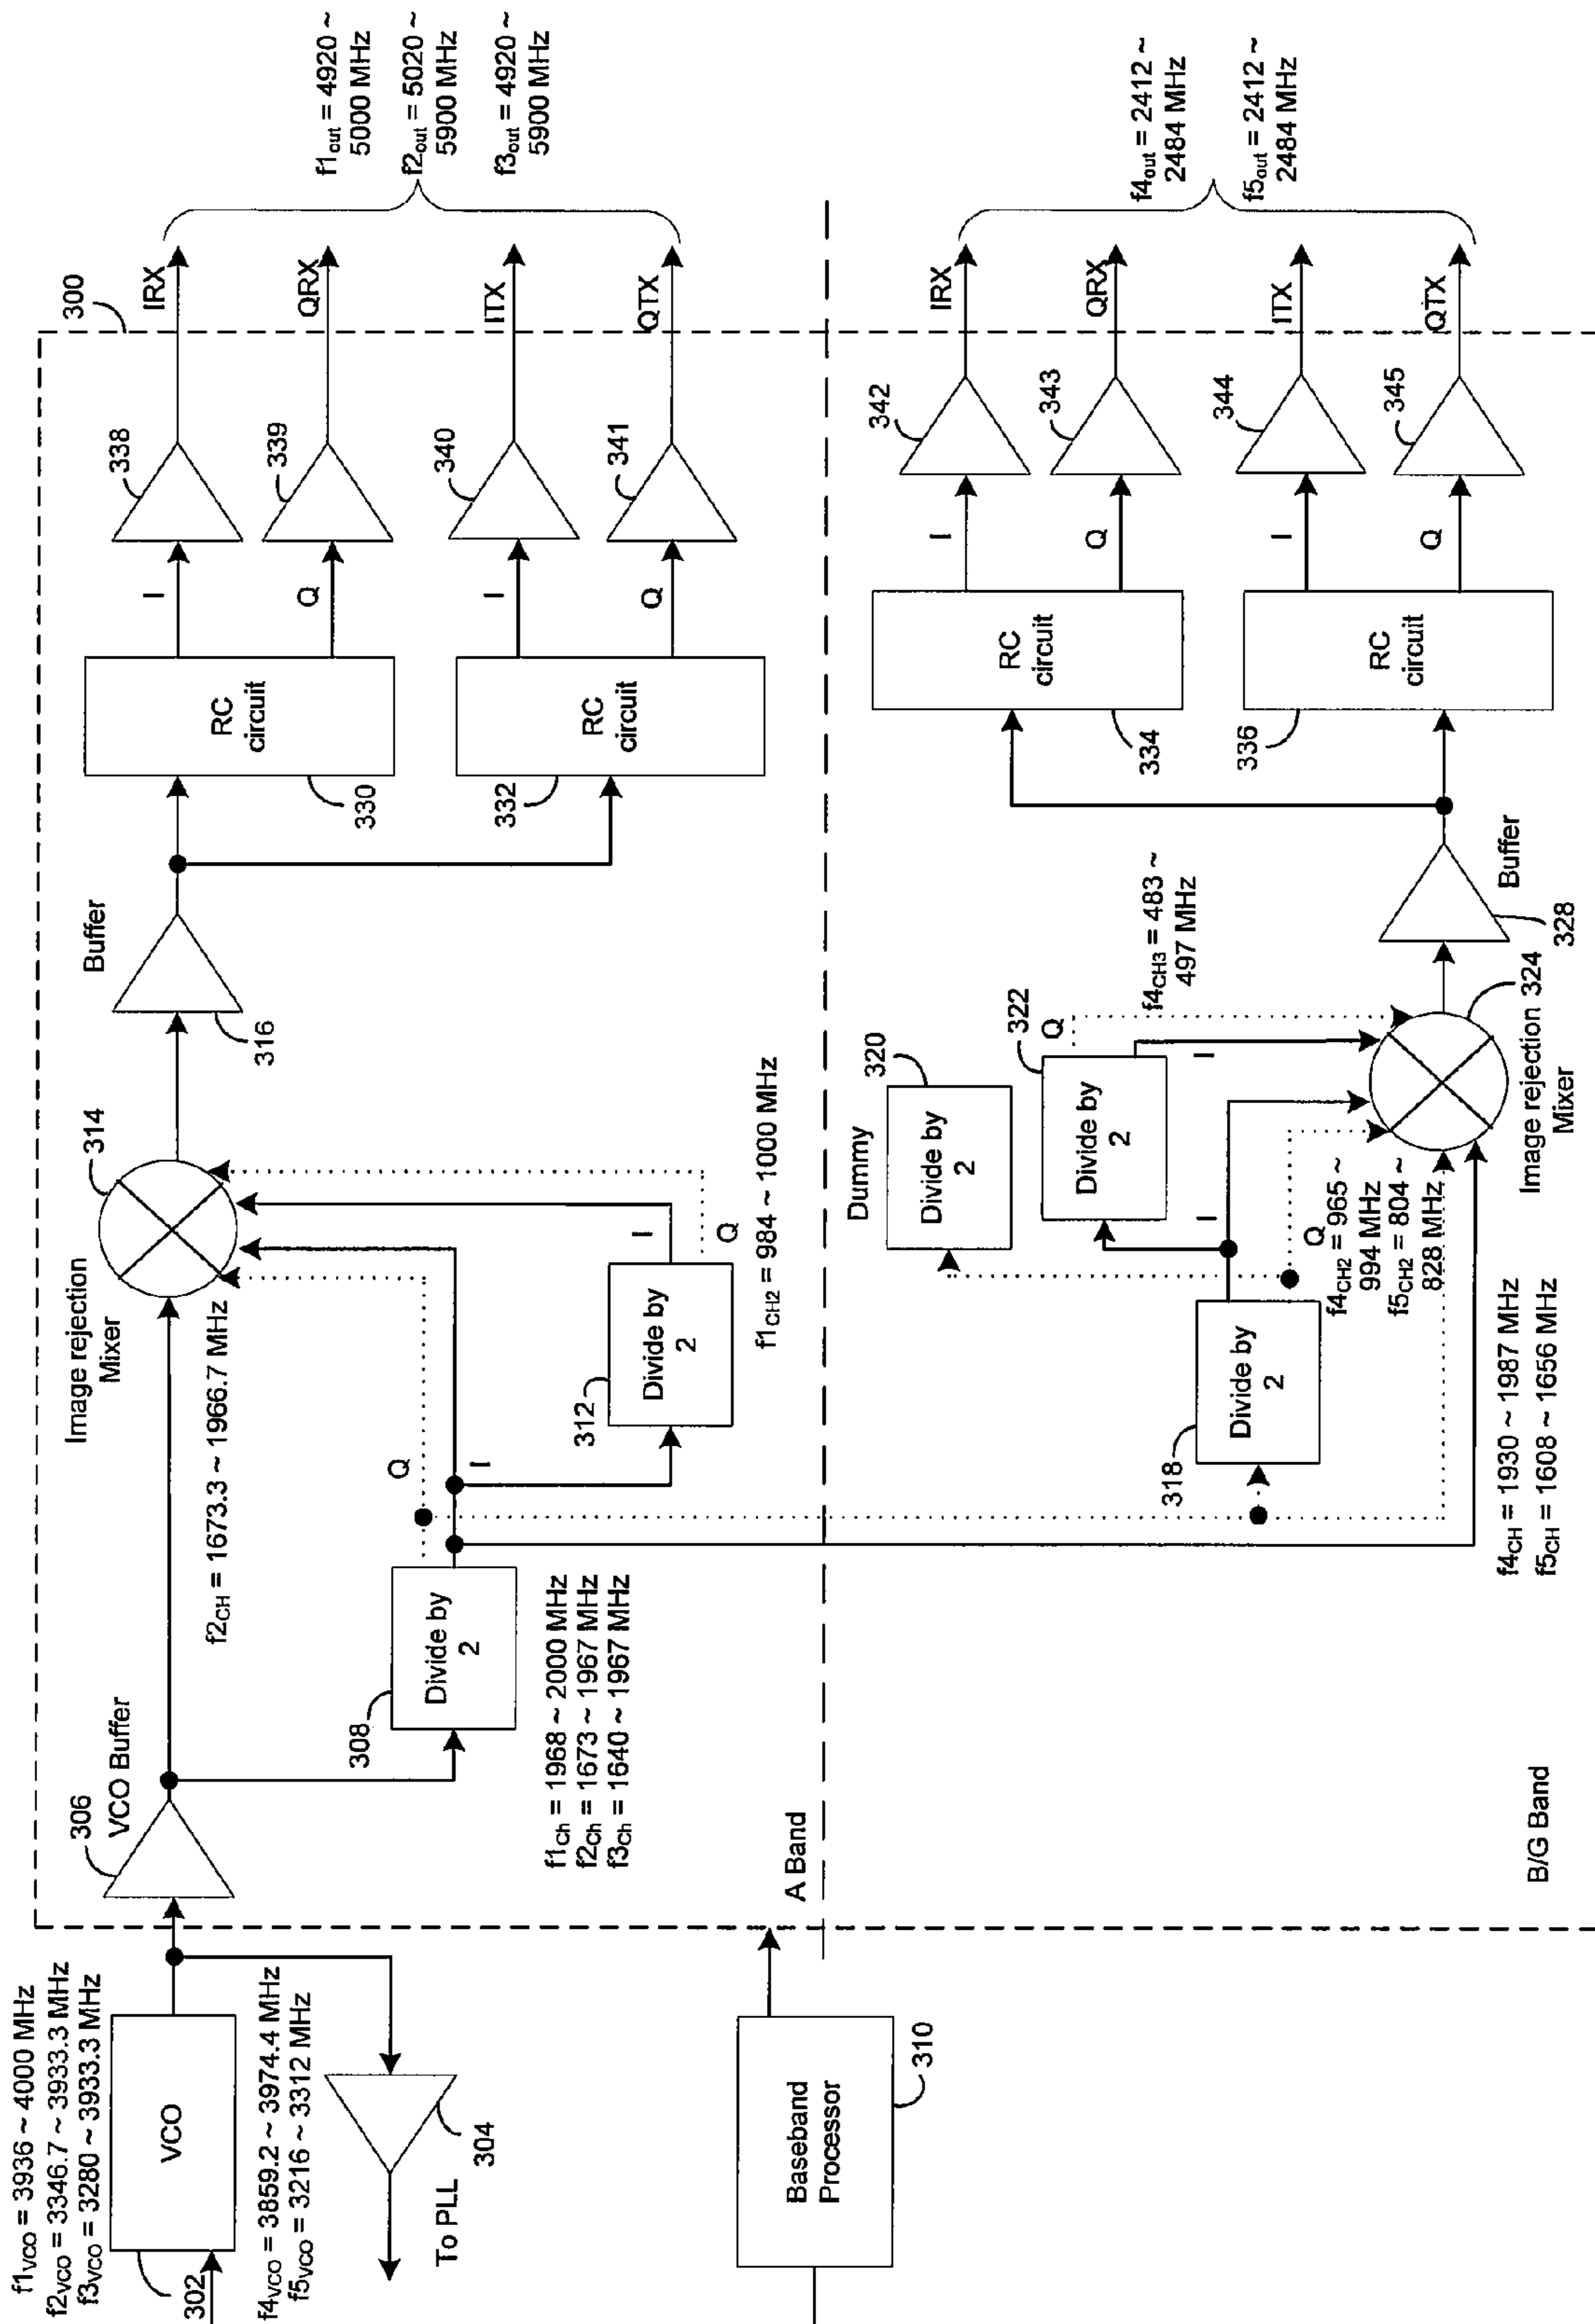 f1VCO = 3936 ~ 4000 MHz
f2VCO = 3346.7 ~ 3933.3 MHz
f3VCO = 3280 ~ 3933.3 MHz
VCO
302
f4VCO = 3859.2 ~ 3974.4 MHz
f5VCO = 3216 ~ 3312 MHz
304
To PLL
Baseband
Processor
310
306
VCO Buffer
308
Divide by
2
f1Ch = 1968 ~ 2000 MHz
f2Ch = 1673 ~ 1967 MHz
f3Ch = 1640 ~ 1967 MHz
A Band
B/G Band
f2CH = 1673.3 ~ 1966.7 MHz
Image rejection
Mixer
314
Q
I
312
Divide by
2
I
Q
f1CH2 = 984 ~ 1000 MHz
Buffer
316
RC
circuit
330
RC
circuit
332
I
Q
I
Q
338
339
340
341
300
IRX
QRX
ITX
QTX
f1out = 4920 ~
5000 MHz
f2out = 5020 ~
5900 MHz
f3out = 4920 ~
5900 MHz
318
Divide by
2
Dummy
320
Divide by
2
322
Divide by
2
I
Q
f4CH2 = 965 ~
994 MHz
f5CH2 = 804 ~
828 MHz
f4CH = 1930 ~ 1987 MHz
f5CH = 1608 ~ 1656 MHz
Q
I
f4CH3 = 483 ~
497 MHz
Image rejection 324
Mixer
Buffer
328
RC
circuit
334
RC
circuit
336
I
Q
I
Q
342
343
344
345
IRX
QRX
ITX
QTX
f4out = 2412 ~
2484 MHz
f5out = 2412 ~
2484 MHz